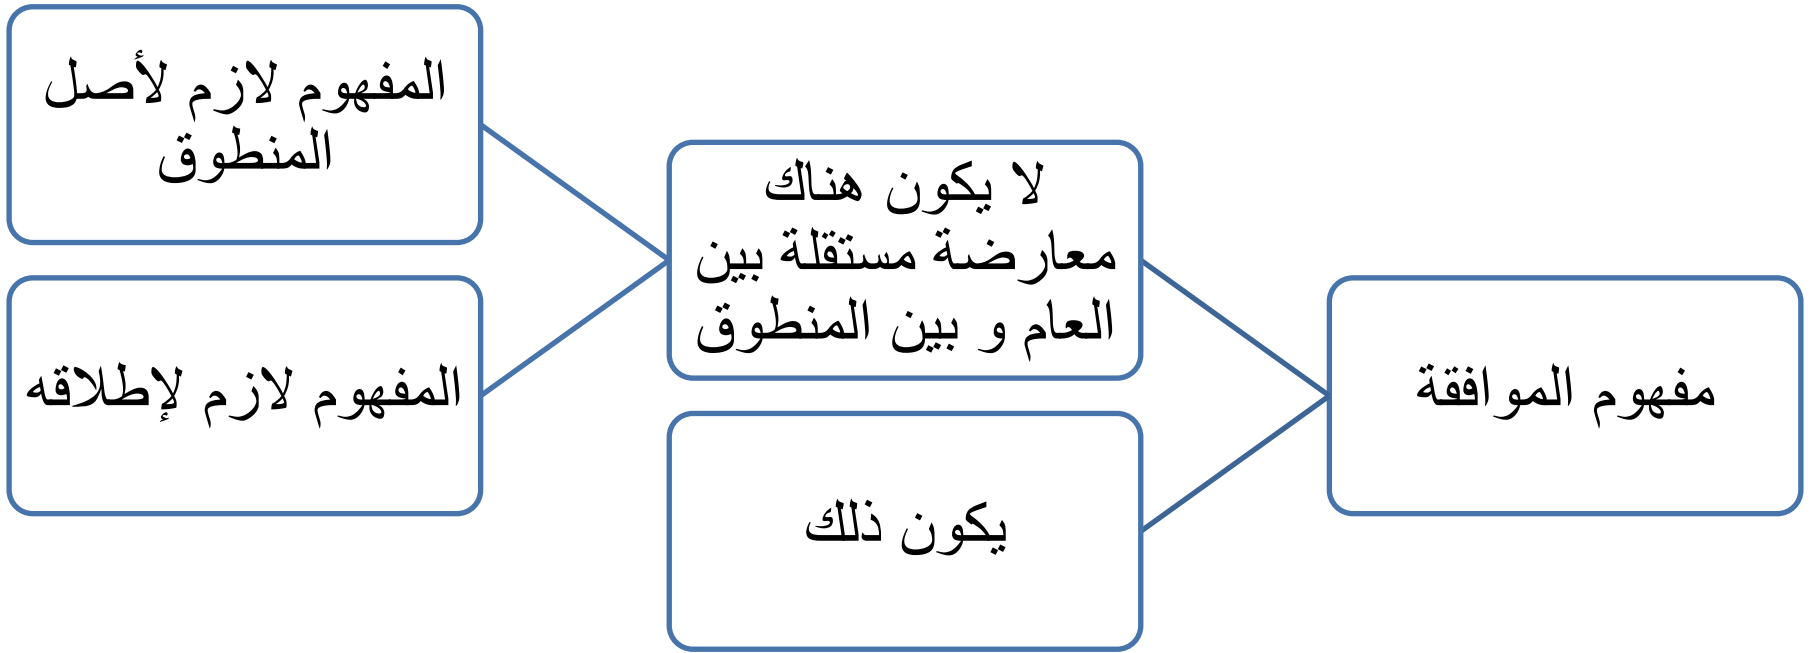 مفهوم الموافقة
لا يكون هناك
معارضة مستقلة بين
العام و بين المنطوق
يكون ذلك
المفهوم لازم لأصل
المنطوق
المفهوم لازم لإطلاقه